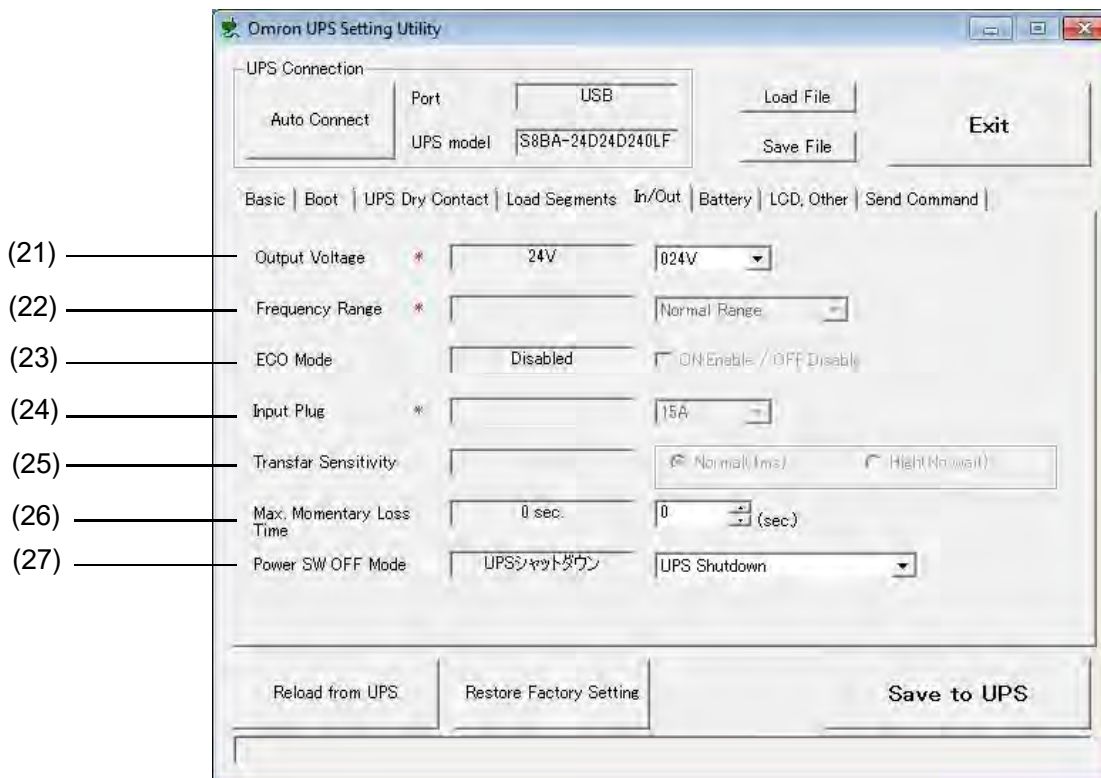 Omron UPS Setting Utility
UPS Connection
Auto Connect
Port
USB
UPS model
S8BA-24D24D240LF
Load File
Save File
Exit
Basic | Boot | UPS Dry Contact | Load Segments In/Out | Battery | LCD, Other | Send Command |
(21) Output Voltage * 24V 024V
(22) Frequency Range * Normal Range
(23) ECO Mode Disabled ON:Enable / OFF:Disable
(24) Input Plug * 15A
(25) Transfar Sensitivity Normal(1ms) Hight(No wait)
(26) Max. Momentary Loss
Time
0 sec. 0 (sec.)
(27) Power SW OFF Mode UPSシャットダウン UPS Shutdown
Reload from UPS Restore Factory Setting Save to UPS